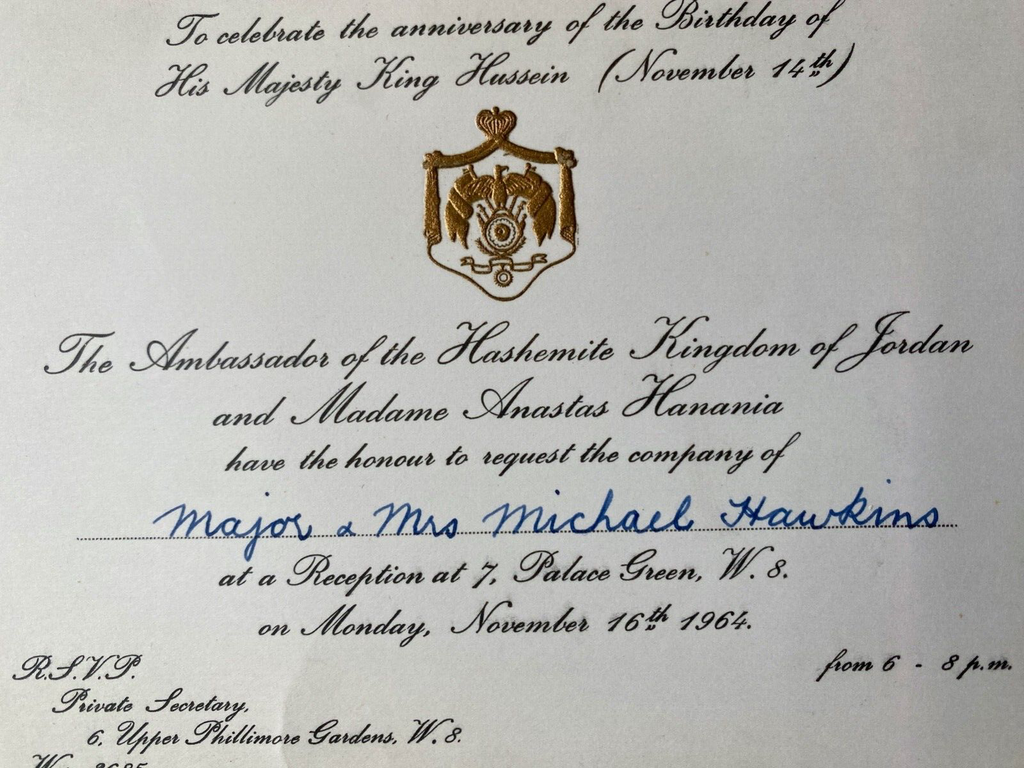 To celebrate the anniversary of the Birthday of
His Majesty King Hussein (November 14th)
The Ambassador of the Hashemite Kingdom of Jordan
and Madame Anastas Hanania
have the honour to request the company of
Major & Mrs Michael Hawkins
at a Reception at 7, Palace Green, W. 8.
on Monday, November 16th 1964.
R.S.V.P.
from 6 - 8 p.m.
Private Secretary,
6, Upper Phillimore Gardens, W. 8.